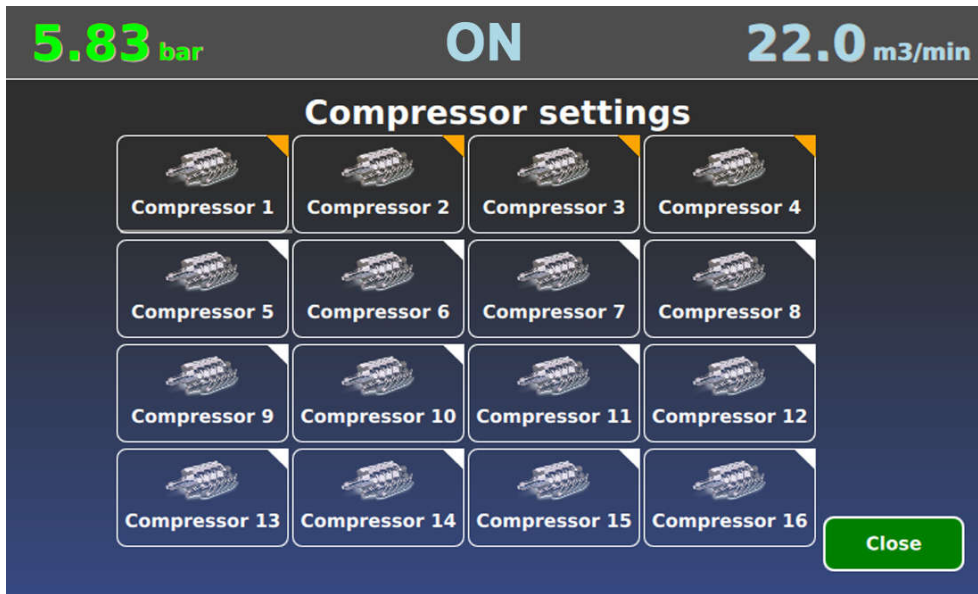 5.83 bar ON 22.0 m3/min
Compressor settings
Compressor 1 Compressor 2 Compressor 3 Compressor 4
Compressor 5 Compressor 6 Compressor 7 Compressor 8
Compressor 9 Compressor 10 Compressor 11 Compressor 12
Compressor 13 Compressor 14 Compressor 15 Compressor 16
Close